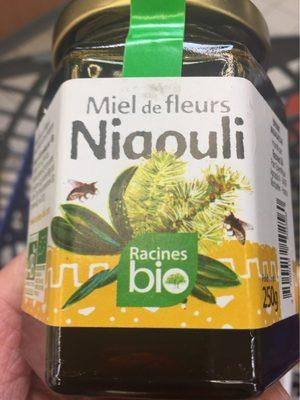 Miel de fleurs
Niaouli
Racines
bio
250g